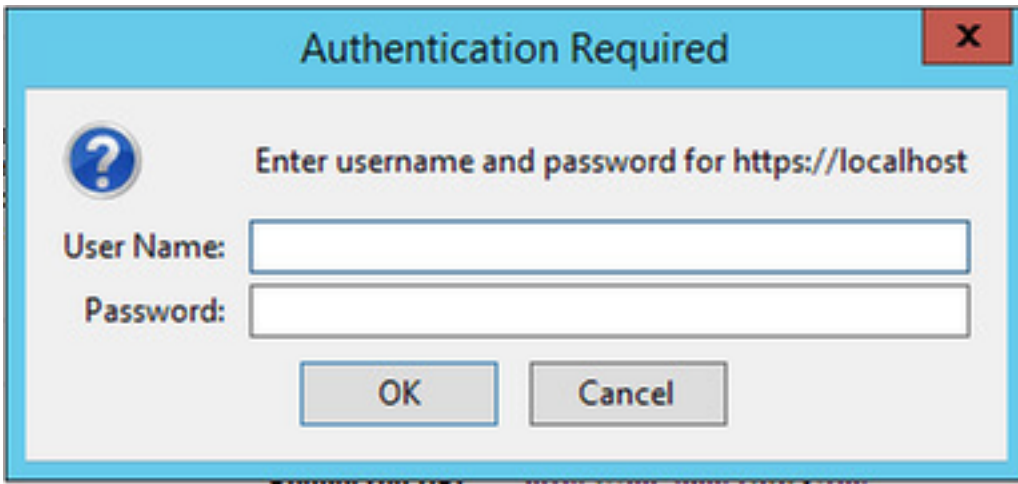 Authentication Required
x
?
Enter username and password for https://localhost
User Name:
Password:
OK
Cancel